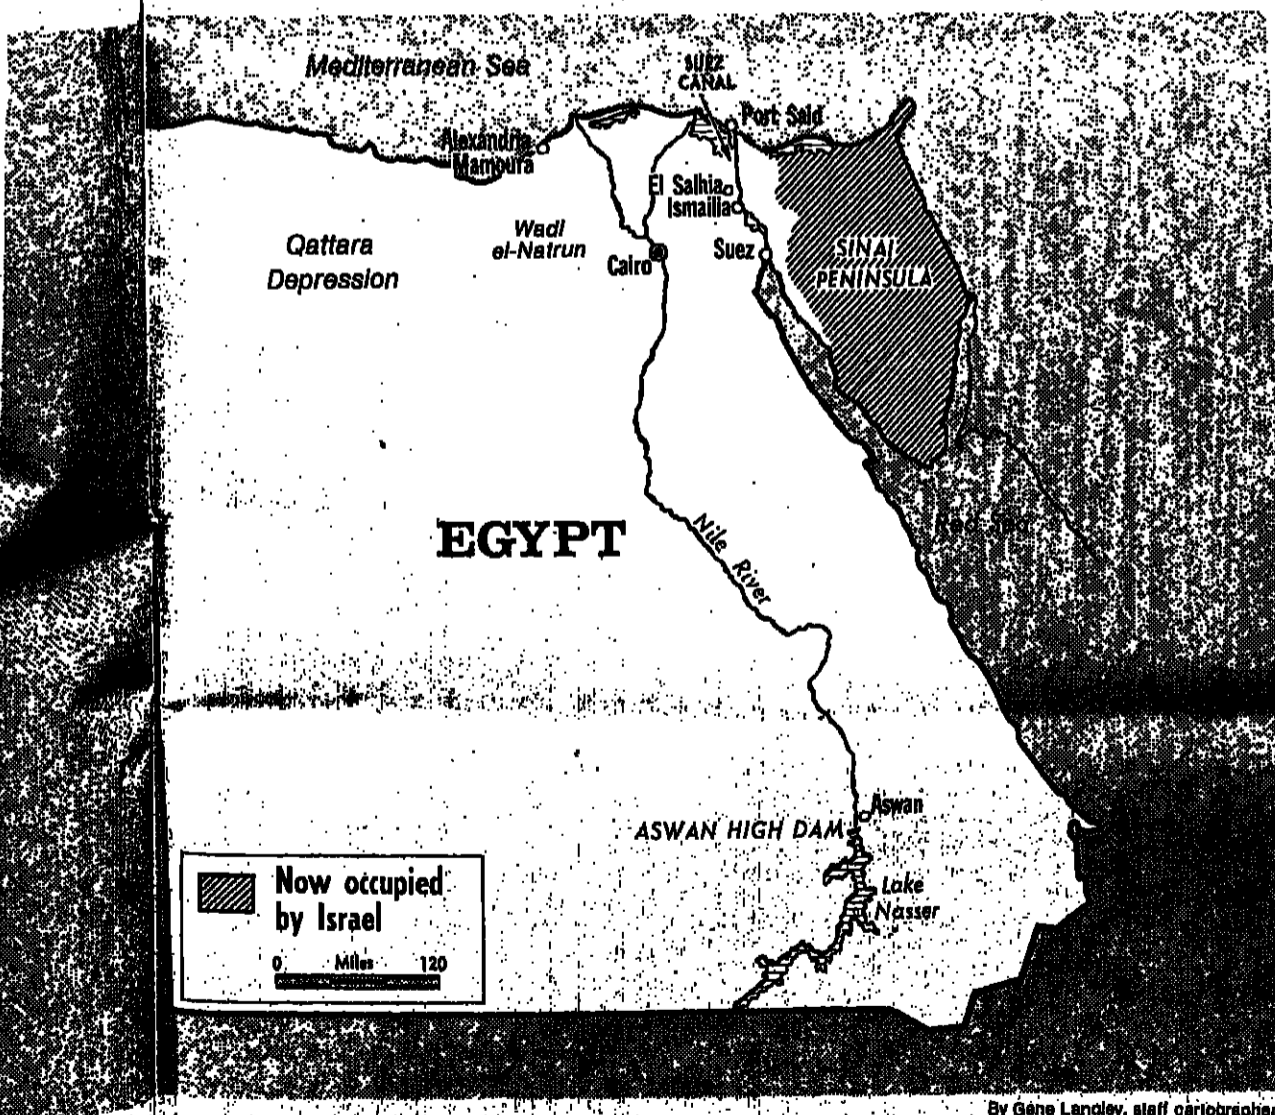 Mediterranean Sea
SUEZ
CANAL
Port Said
Alexandria
Mamoura
El Salhia
Ismailia
Wadi
el-Natrun
Qattara
Depression
Cairo
Suez
SINAI
PENINSULA
Red Sea
EGYPT
Nile River
Aswan
ASWAN HIGH DAM
Lake
Nasser
Now occupied
by Israel
0 Miles 120
By Gene Langley, staff cartographer